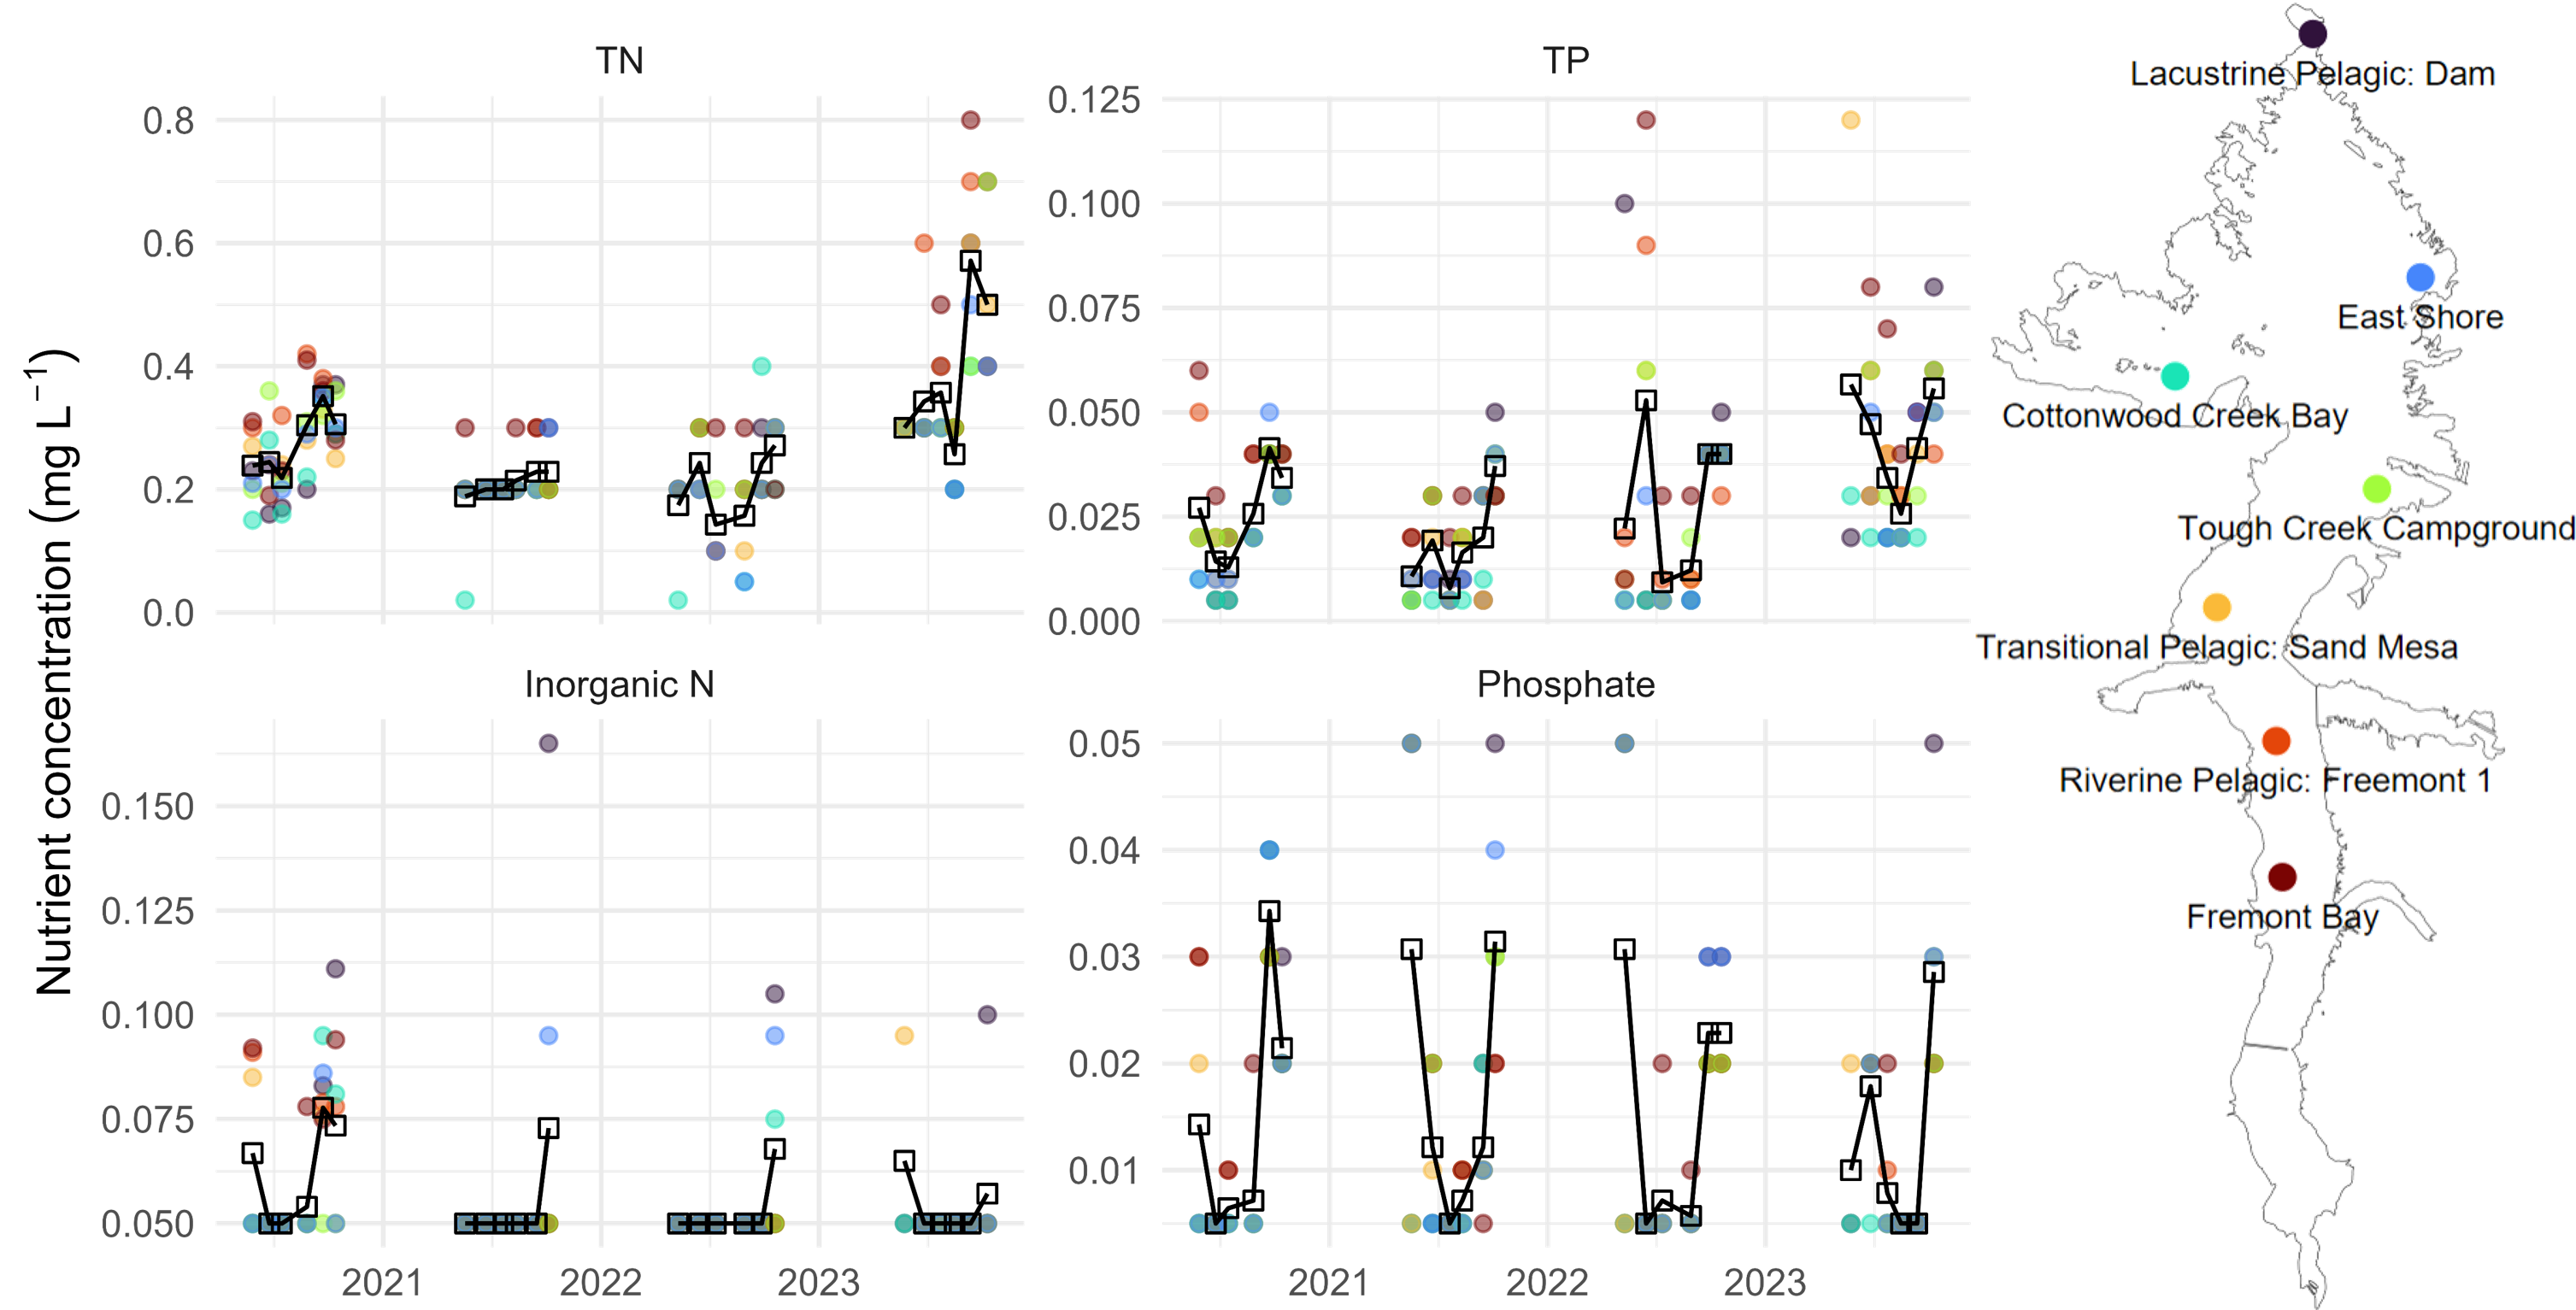 Nutrient concentration (mg L⁻¹)
TN
0.8
0.6
0.4
0.2
0.0
TP
0.125
0.100
0.075
0.050
0.025
0.000
Inorganic N
0.150
0.125
0.100
0.075
0.050
2021 2022 2023
Phosphate
0.05
0.04
0.03
0.02
0.01
2021 2022 2023
Lacustrine Pelagic: Dam
East Shore
Cottonwood Creek Bay
Tough Creek Campground
Transitional Pelagic: Sand Mesa
Riverine Pelagic: Freemont 1
Fremont Bay